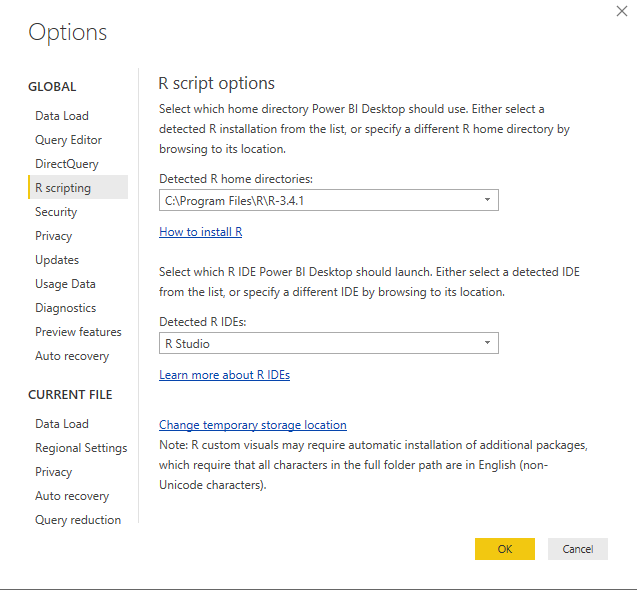 Options
GLOBAL
Data Load
Query Editor
DirectQuery
R scripting
Security
Privacy
Updates
Usage Data
Diagnostics
Preview features
Auto recovery
CURRENT FILE
Data Load
Regional Settings
Privacy
Auto recovery
Query reduction
R script options
Select which home directory Power BI Desktop should use. Either select a
detected R installation from the list, or specify a different R home directory by
browsing to its location.
Detected R home directories:
C:\Program Files\R\R-3.4.1
How to install R
Select which R IDE Power BI Desktop should launch. Either select a detected IDE
from the list, or specify a different IDE by browsing to its location.
Detected R IDEs:
R Studio
Learn more about R IDEs
Change temporary storage location
Note: R custom visuals may require automatic installation of additional packages,
which require that all characters in the full folder path are in English (non-
Unicode characters).
OK
Cancel